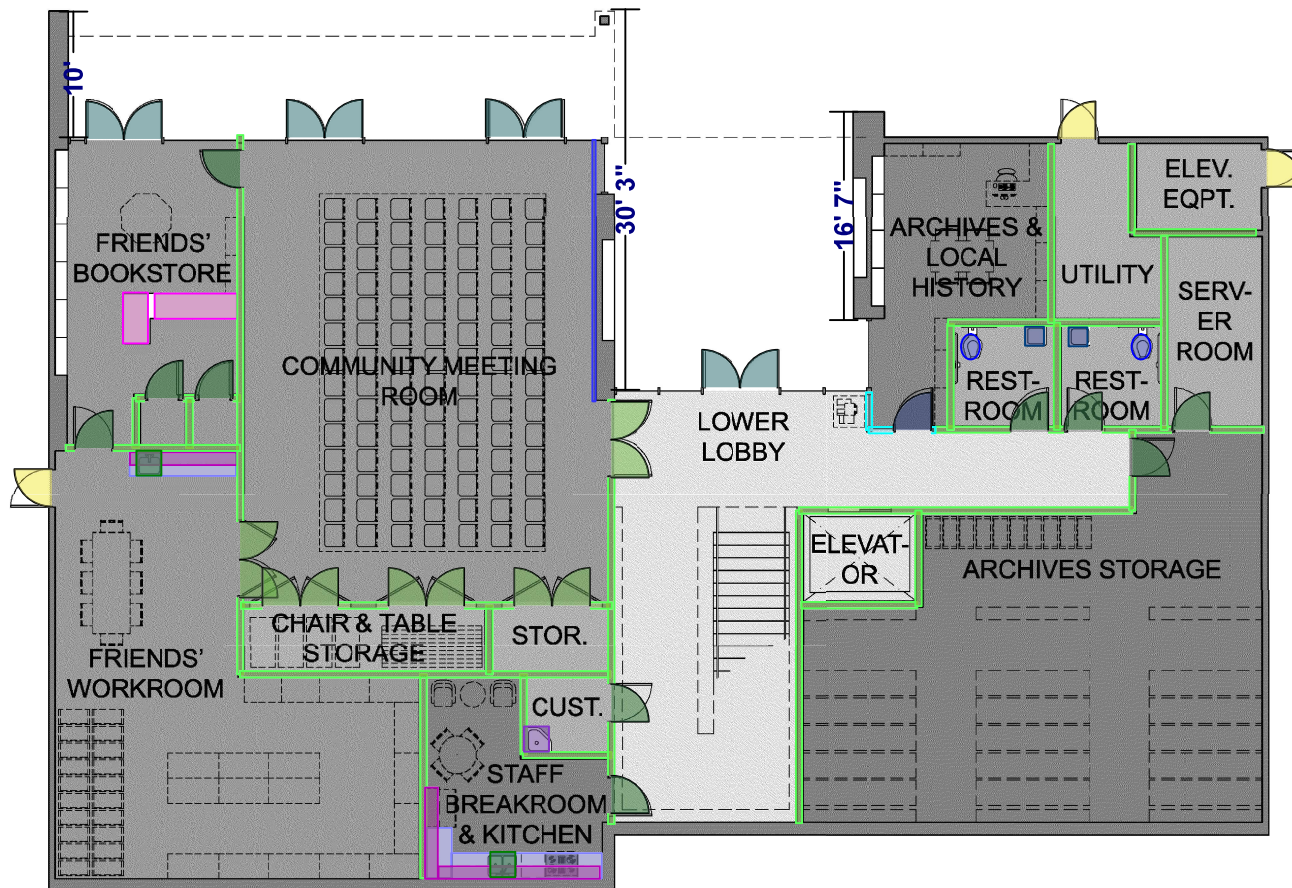 10'
30' 3"
16' 7"
ELEV.
EQPT.
ARCHIVES &
LOCAL
HISTORY
UTILITY
SERV-
ER
ROOM
FRIENDS'
BOOKSTORE
COMMUNITY MEETING
ROOM
REST-
ROOM
REST-
ROOM
LOWER
LOBBY
ELEVAT-
OR
ARCHIVES STORAGE
CHAIR & TABLE
STORAGE
STOR.
FRIENDS'
WORKROOM
CUST.
STAFF
BREAKROOM
& KITCHEN